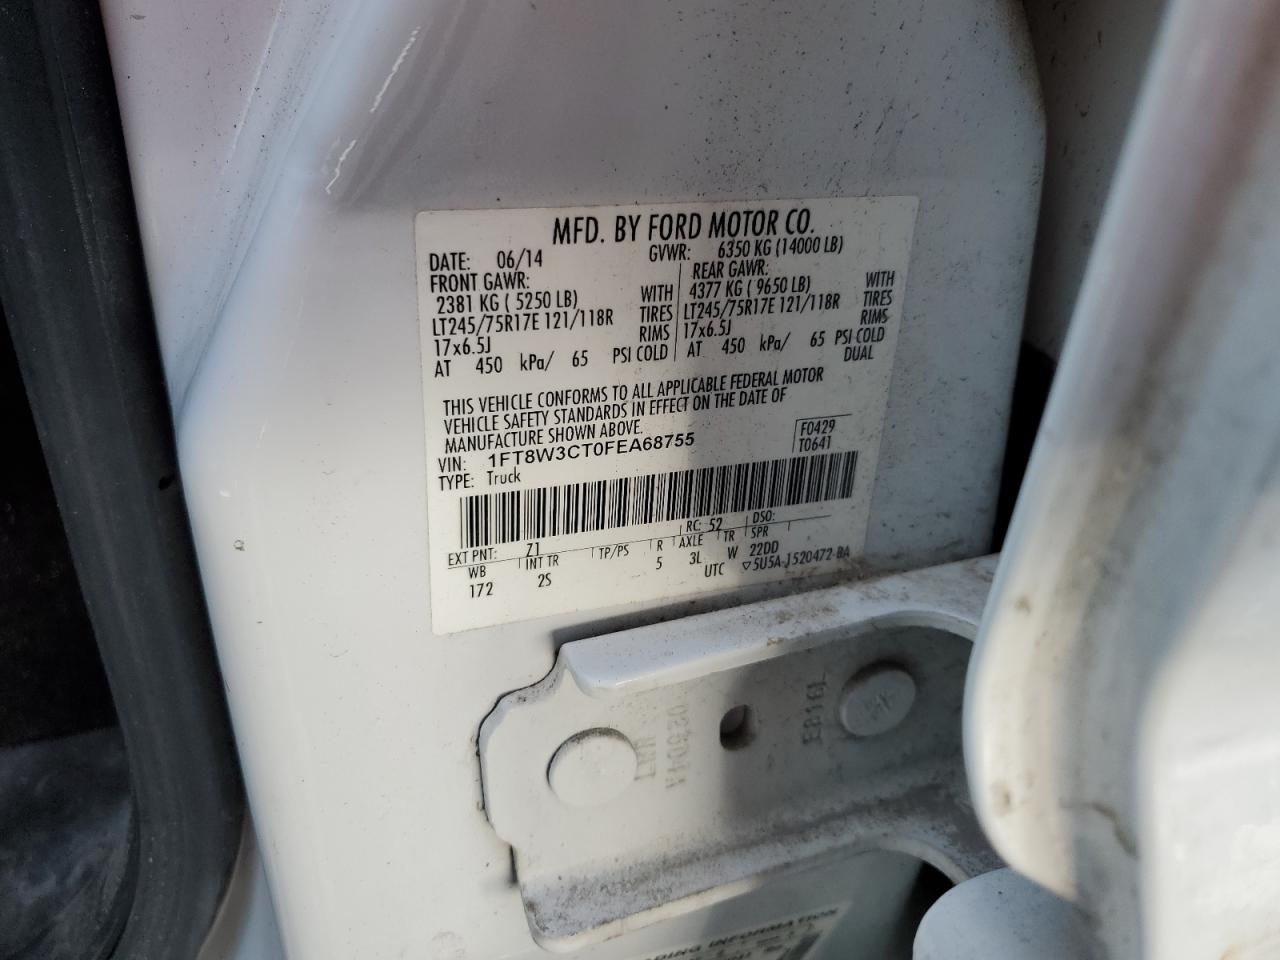 MFD. BY FORD MOTOR CO.
DATE: 06/14 GVWR: 6350 KG (14000 LB)
FRONT GAWR: REAR GAWR:
2381 KG ( 5250 LB) WITH 4377 KG ( 9650 LB) WITH
LT245/75R17E 121/118R TIRES LT245/75R17E 121/118R TIRES
17x6.5J RIMS 17x6.5J RIMS
AT 450 kPa/ 65 PSI COLD AT 450 kPa/ 65 PSI COLD
DUAL
THIS VEHICLE CONFORMS TO ALL APPLICABLE FEDERAL MOTOR
VEHICLE SAFETY STANDARDS IN EFFECT ON THE DATE OF
MANUFACTURE SHOWN ABOVE.
VIN: 1FT8W3CT0FEA68755 F0429
TYPE: Truck T0641
EXT PNT: Z1 RC: 52 DSO:
WB INT TR TP/PS R AXLE TR SPR
172 2S 5 3L W 22DD
UTC ▽5U5A-1520472-BA
025041A
E816L
ADING INFORMATION